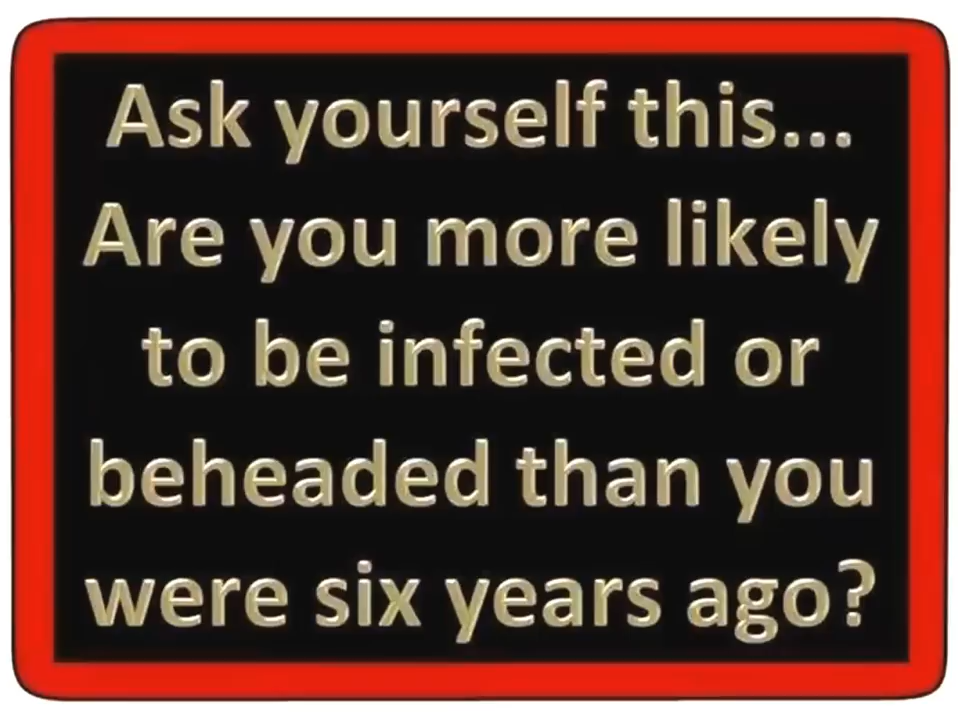 Ask yourself this...
Are you more likely
to be infected or
beheaded than you
were six years ago?